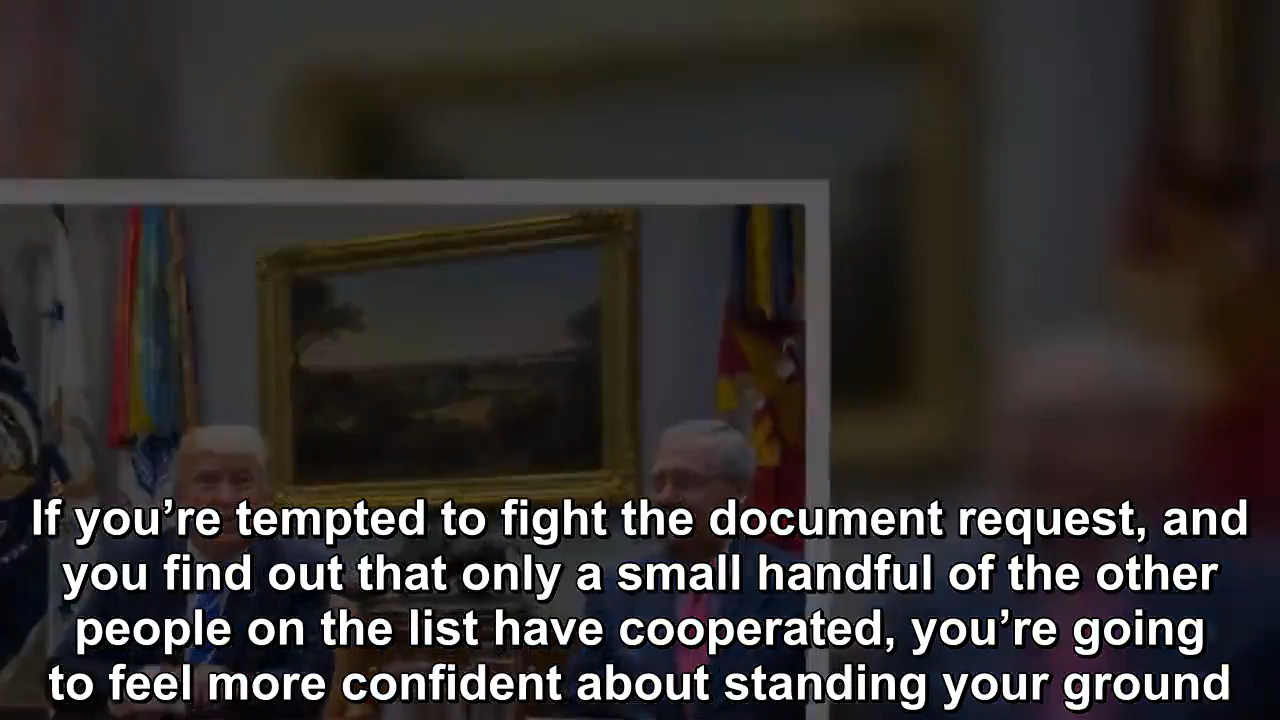 If you’re tempted to fight the document request, and
you find out that only a small handful of the other
people on the list have cooperated, you’re going
to feel more confident about standing your ground